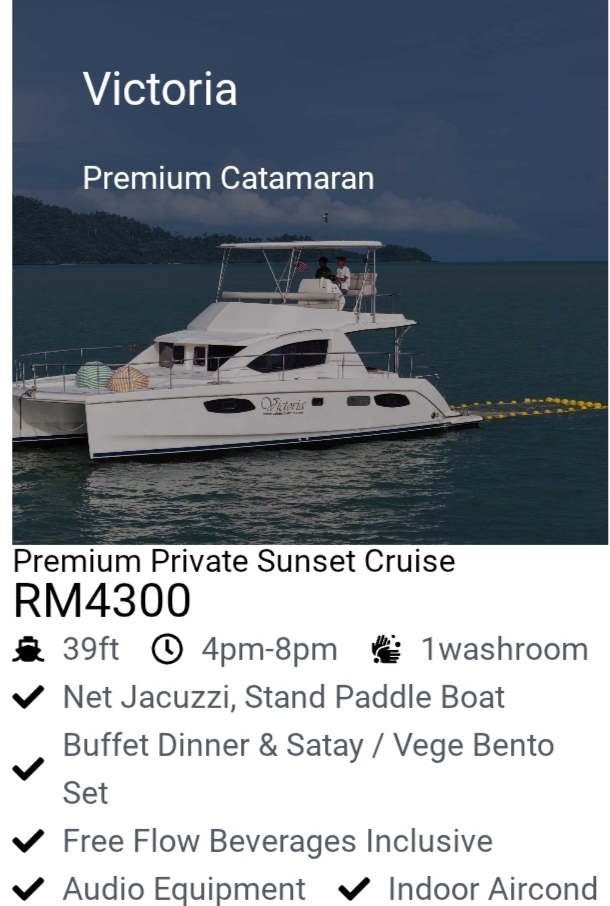 Victoria
Premium Catamaran
Victoria
Premium Private Sunset Cruise
RM4300
39ft 4pm-8pm 1washroom
Net Jacuzzi, Stand Paddle Boat
Buffet Dinner & Satay / Vege Bento
Set
Free Flow Beverages Inclusive
Audio Equipment Indoor Aircond